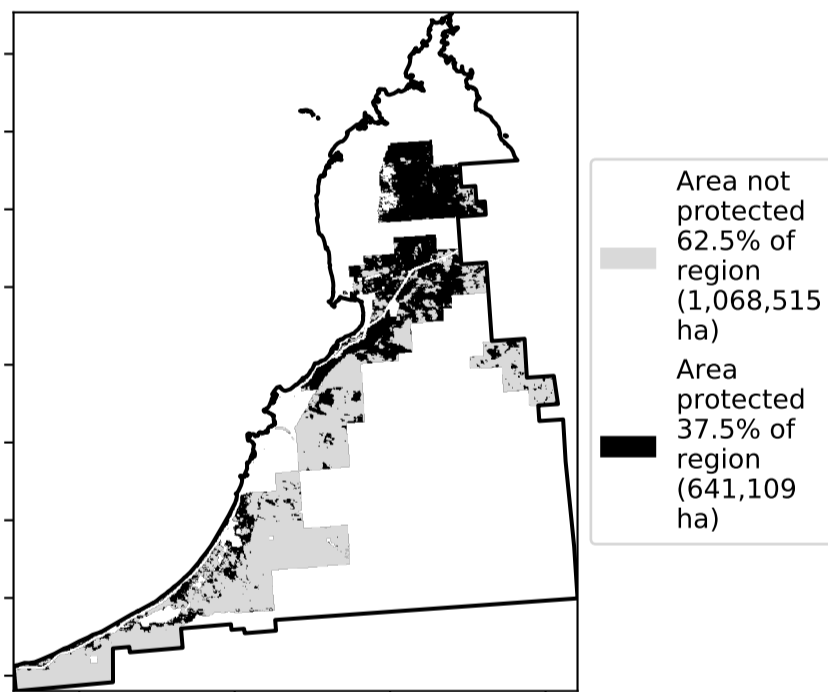 Area not
protected
62.5% of
region
(1,068,515
ha)
Area
protected
37.5% of
region
(641,109
ha)